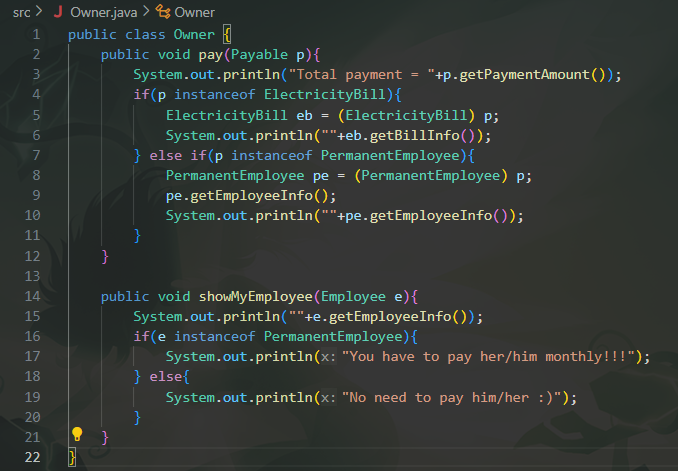 src > Owner.java > Owner
1 public class Owner {
2     public void pay(Payable p){
3         System.out.println("Total payment = "+p.getPaymentAmount());
4         if(p instanceof ElectricityBill){
5             ElectricityBill eb = (ElectricityBill) p;
6             System.out.println(""+eb.getBillInfo());
7         } else if(p instanceof PermanentEmployee){
8             PermanentEmployee pe = (PermanentEmployee) p;
9             pe.getEmployeeInfo();
10             System.out.println(""+pe.getEmployeeInfo());
11         }
12     }
13
14     public void showMyEmployee(Employee e){
15         System.out.println(""+e.getEmployeeInfo());
16         if(e instanceof PermanentEmployee){
17             System.out.println(x: "You have to pay her/him monthly!!!");
18         } else{
19             System.out.println(x: "No need to pay him/her :)");
20         }
21     }
22 }